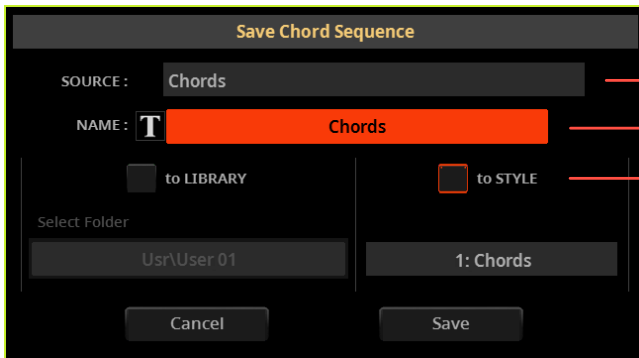 Save Chord Sequence
SOURCE : Chords
NAME : T Chords
to LIBRARY to STYLE
Select Folder
Usr\User 01 1: Chords
Cancel Save